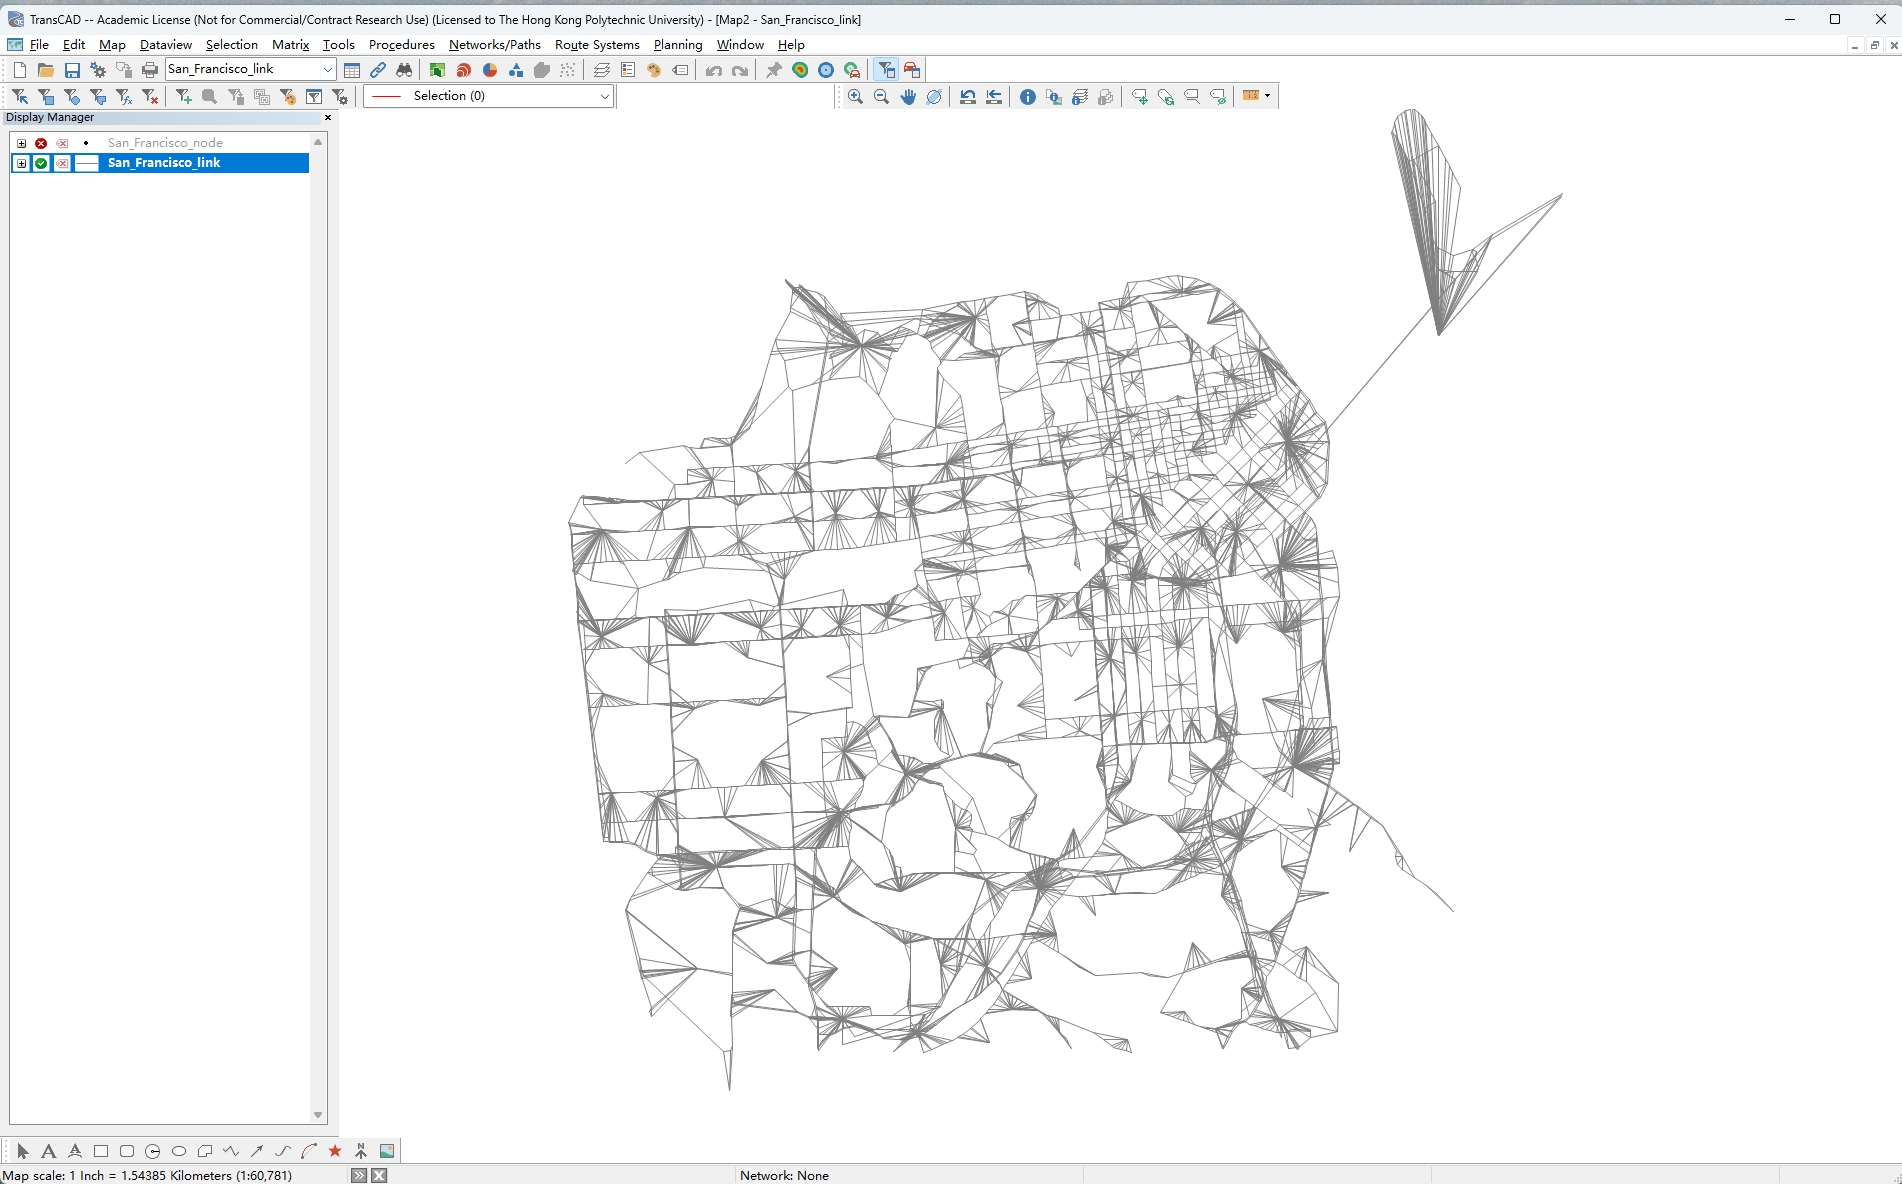 TransCAD -- Academic License (Not for Commercial/Contract Research Use) (Licensed to The Hong Kong Polytechnic University) - [Map2 - San_Francisco_link]
File Edit Map Dataview Selection Matrix Tools Procedures Networks/Paths Route Systems Planning Window Help
San_Francisco_link
Selection (0)
Display Manager
San_Francisco_node
San_Francisco_link
Map scale: 1 Inch = 1.54385 Kilometers (1:60,781)
Network: None